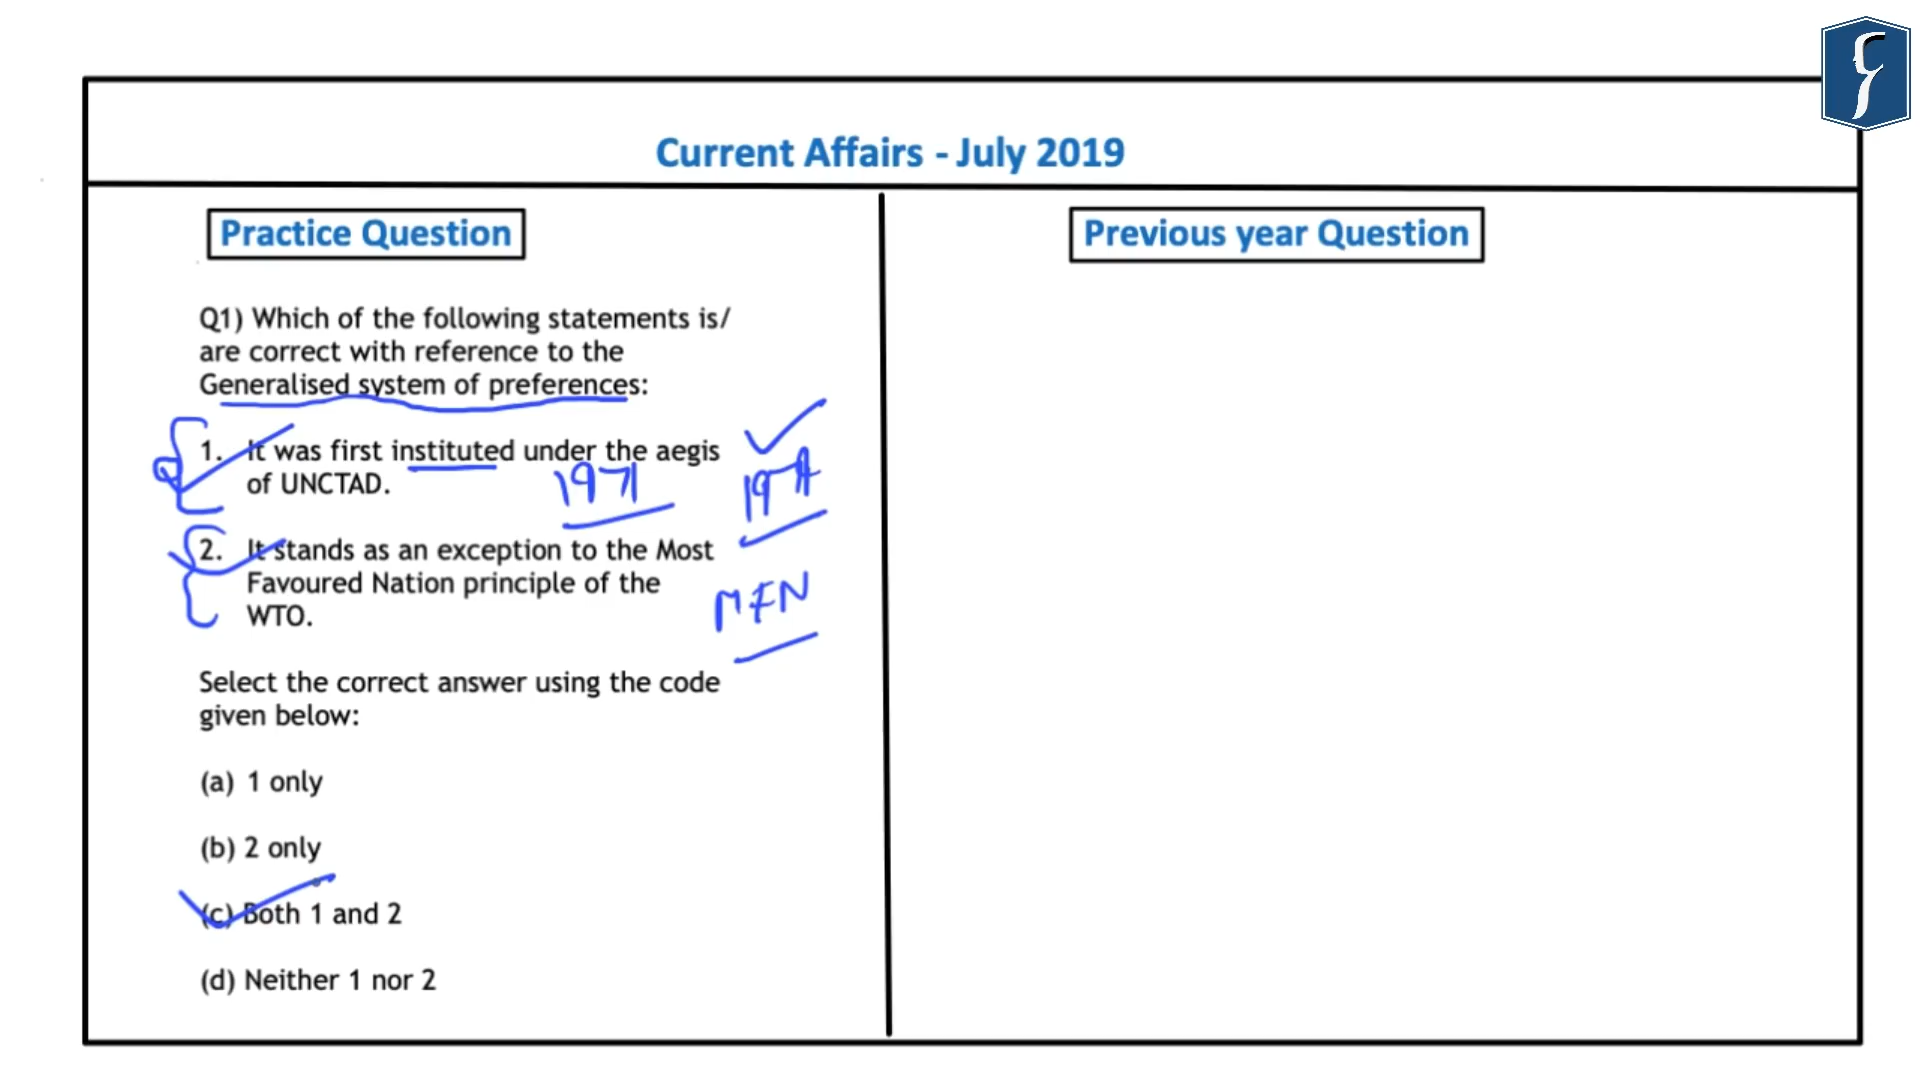 Current Affairs - July 2019
Practice Question
Q1) Which of the following statements is/
are correct with reference to the
Generalised system of preferences:
1. It was first instituted under the aegis
of UNCTAD.
1971
2. It stands as an exception to the Most
Favoured Nation principle of the
WTO.
MFN
Select the correct answer using the code
given below:
(a) 1 only
(b) 2 only
(c) Both 1 and 2
(d) Neither 1 nor 2
Previous year Question